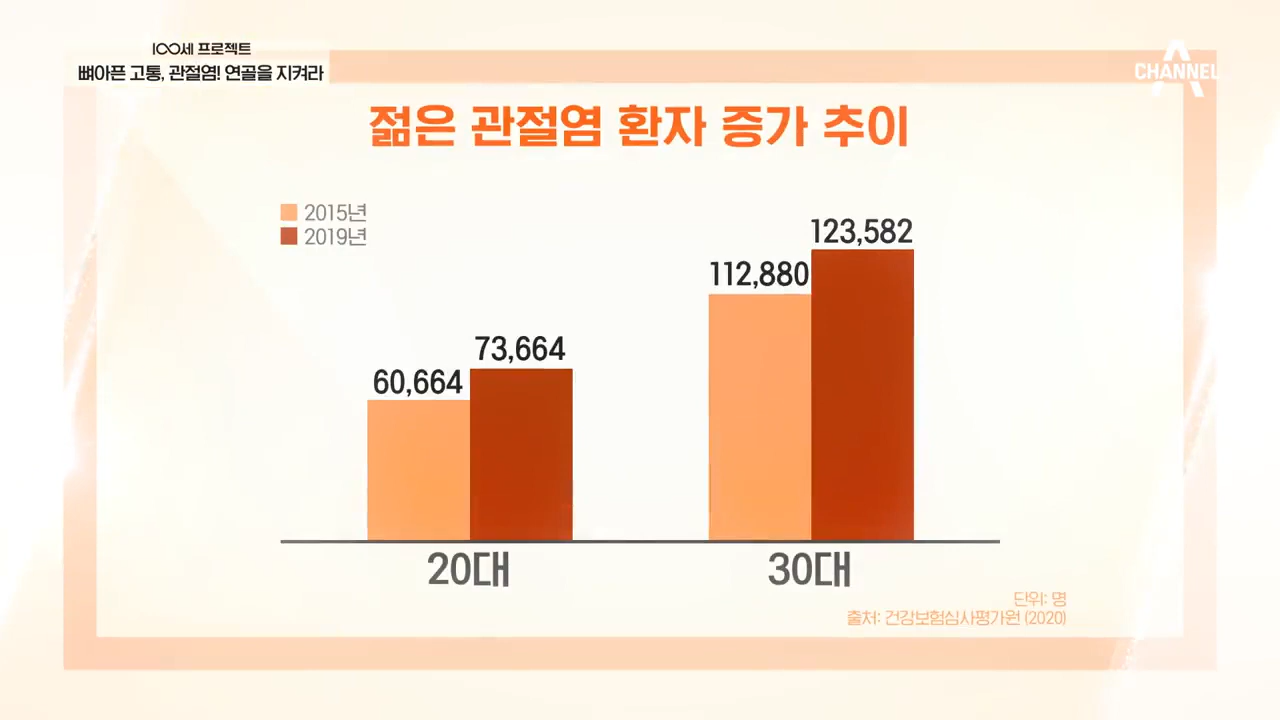 100세 프로젝트
뼈아픈 고통, 관절염! 연골을 지켜라
CHANNEL A
젊은 관절염 환자 증가 추이
2015년
2019년
60,664
73,664
112,880
123,582
20대
30대
단위: 명
출처: 건강보험심사평가원 (2020)